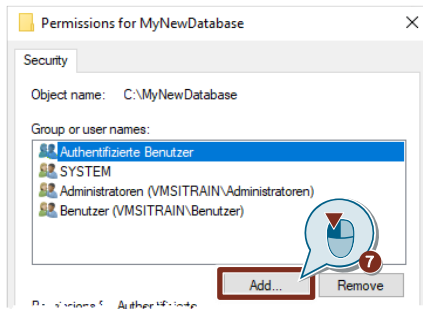 Permissions for MyNewDatabase
Security
Object name: C:\MyNewDatabase
Group or user names:
Authentifizierte Benutzer
SYSTEM
Administratoren (VMSITRAIN\Administratoren)
Benutzer (VMSITRAIN\Benutzer)
7
Add... Remove